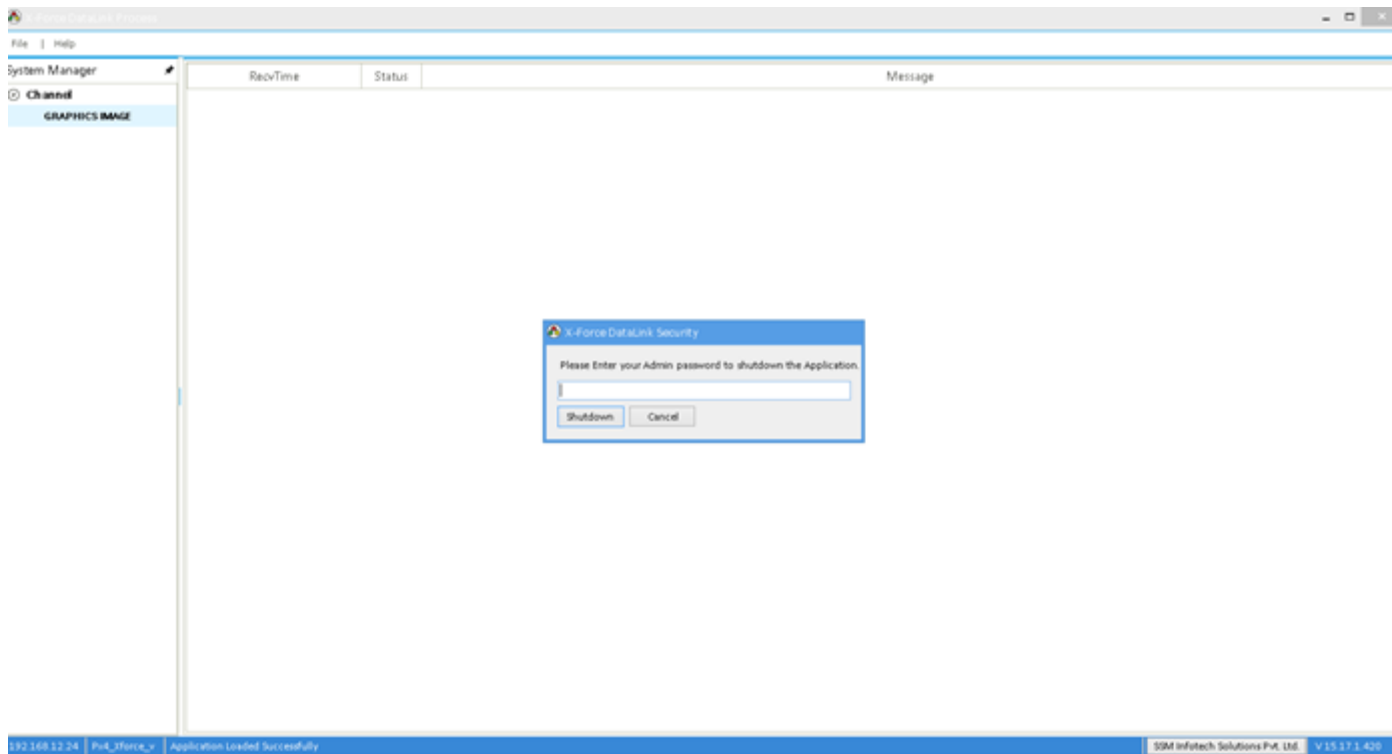 X-Force DataLink Process
File | Help
System Manager
RecvTime Status Message
Channel
GRAPHICS IMAGE
X-Force DataLink Security
Please Enter your Admin password to shutdown the Application.
Shutdown Cancel
192.168.12.24 Px4_Xforce_v Application Loaded Successfully SSM Infotech Solutions Pvt. Ltd. V 15.17.1.420